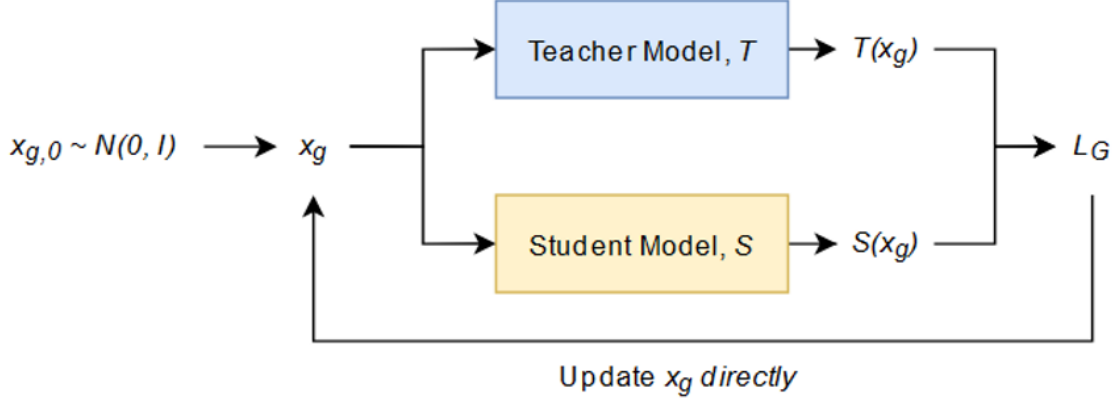 Teacher Model, T
T(xg)
xg,0 ~ N(0, I)
xg
LG
Student Model, S
S(xg)
Update xg directly